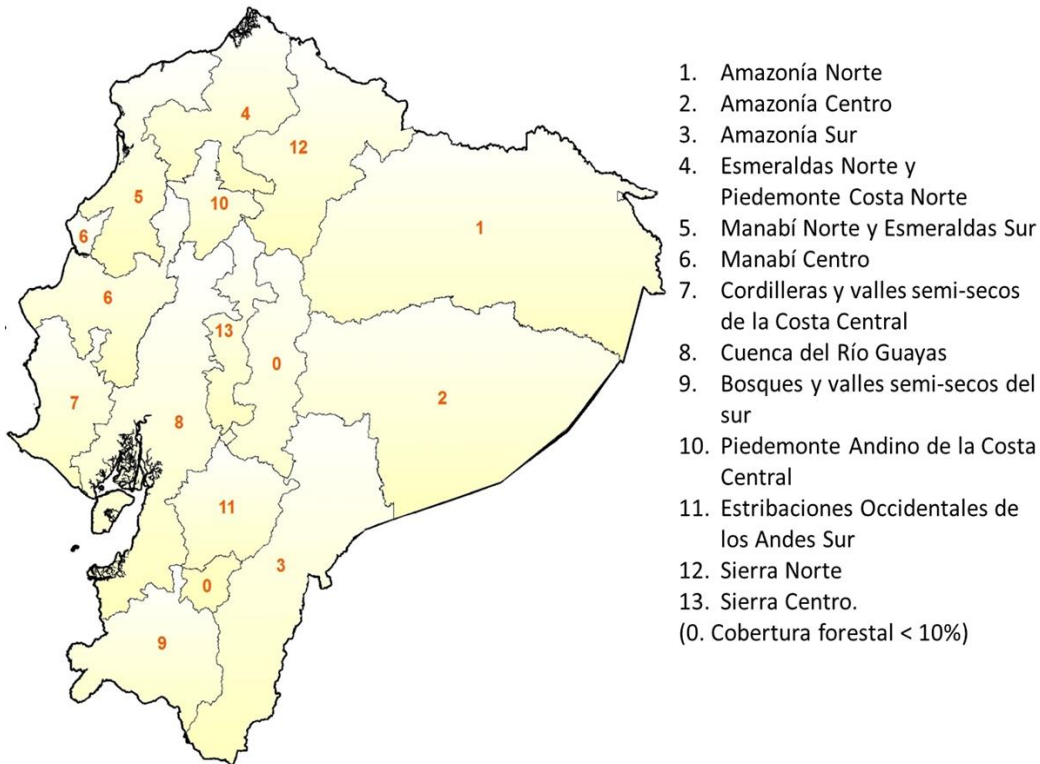 4
12
5
10
1
6
6
13
0
2
7
8
11
3
0
9
1. Amazonía Norte
2. Amazonía Centro
3. Amazonía Sur
4. Esmeraldas Norte y
Piedemonte Costa Norte
5. Manabí Norte y Esmeraldas Sur
6. Manabí Centro
7. Cordilleras y valles semi-secos
de la Costa Central
8. Cuenca del Río Guayas
9. Bosques y valles semi-secos del
sur
10. Piedemonte Andino de la Costa
Central
11. Estribaciones Occidentales de
los Andes Sur
12. Sierra Norte
13. Sierra Centro.
(0. Cobertura forestal < 10%)